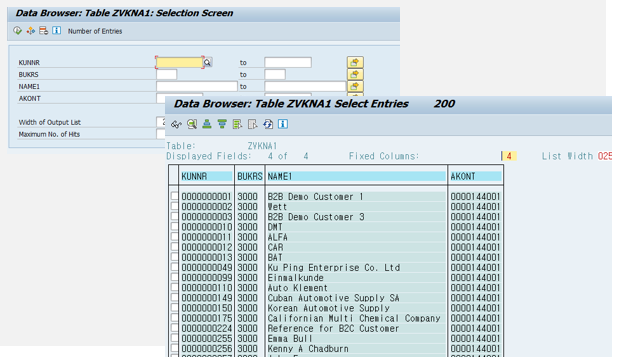 Data Browser: Table ZVKNA1: Selection Screen
Number of Entries
KUNNR to
BUKRS to
NAME1 to
AKONT
Width of Output List
Maximum No. of Hits
Data Browser: Table ZVKNA1 Select Entries 200
Table: ZVKNA1
Displayed Fields: 4 of 4 Fixed Columns: 4 List Width 025
KUNNR BUKRS NAME1 AKONT
0000000001 3000 B2B Demo Customer 1 0000144001
0000000002 3000 Wett 0000144001
0000000003 3000 B2B Demo Customer 3 0000144001
0000000010 3000 DMT 0000144001
0000000011 3000 ALFA 0000144001
0000000012 3000 CAR 0000144001
0000000013 3000 BAT 0000144001
0000000049 3000 Ku Ping Enterprise Co. Ltd 0000144001
0000000099 3000 Einmalkunde 0000144001
0000000110 3000 Auto Klement 0000144001
0000000149 3000 Cuban Automotive Supply SA 0000144001
0000000150 3000 Korean Automotive Supply 0000144001
0000000175 3000 Californian Multi Chemical Company 0000144001
0000000224 3000 Reference for B2C Customer 0000144001
0000000255 3000 Emma Bull 0000144001
0000000256 3000 Kenny A Chadburn 0000144001